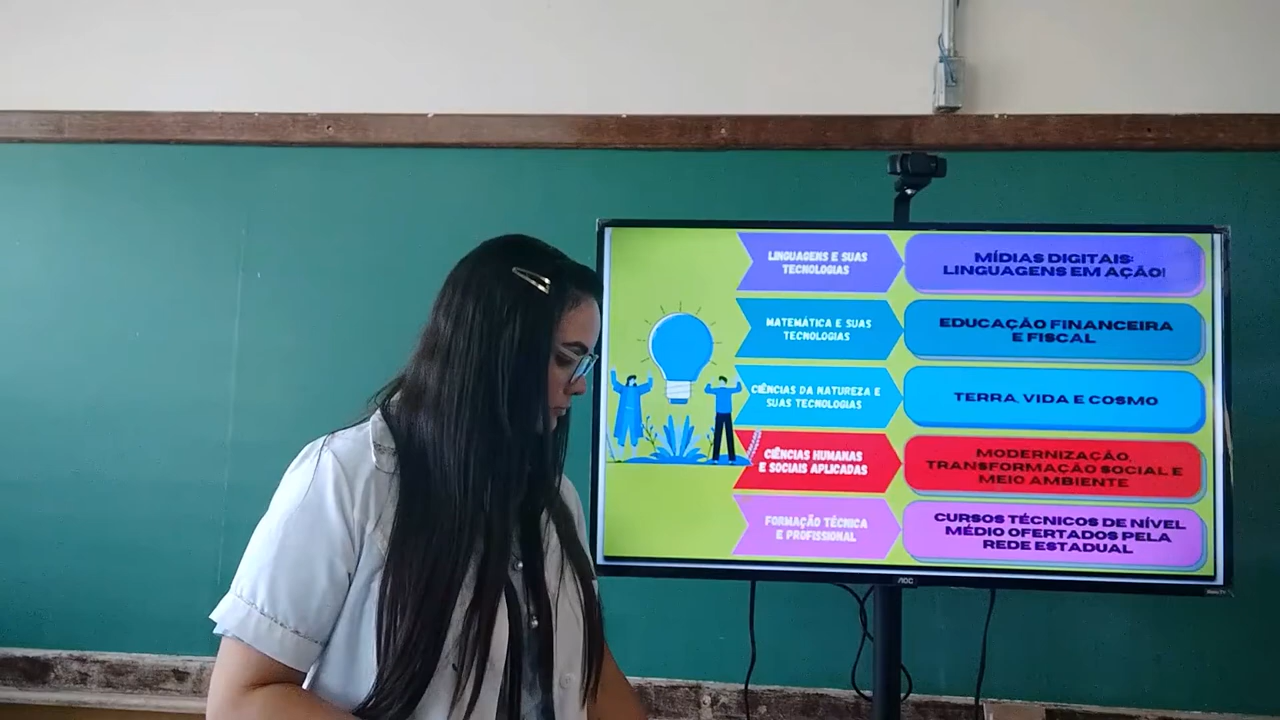 LINGUAGENS E SUAS
TECNOLOGIAS
MÍDIAS DIGITAIS:
LINGUAGENS EM AÇÃO!
MATEMÁTICA E SUAS
TECNOLOGIAS
EDUCAÇÃO FINANCEIRA
E FISCAL
CIÊNCIAS DA NATUREZA E
SUAS TECNOLOGIAS
TERRA, VIDA E COSMO
CIÊNCIAS HUMANAS
E SOCIAIS APLICADAS
MODERNIZAÇÃO,
TRANSFORMAÇÃO SOCIAL E
MEIO AMBIENTE
FORMAÇÃO TÉCNICA
E PROFISSIONAL
CURSOS TÉCNICOS DE NÍVEL
MÉDIO OFERTADOS PELA
REDE ESTADUAL
AOC